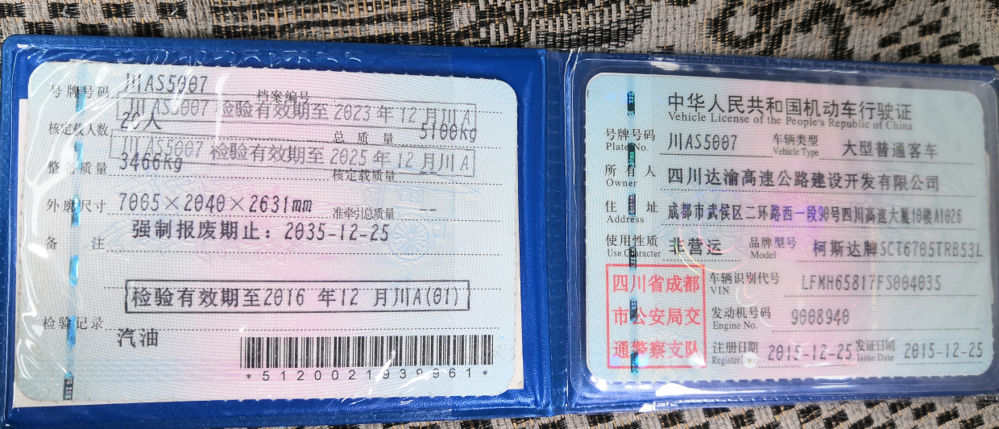 号牌号码 川AS5007
档案编号
川AS5007 检验有效期至 2023 年 12 月川A
核定载人数 20人
总质量 5100Kg
川AS5007 检验有效期至 2025 年 12 月川A
整备质量 3466Kg
核定载质量 --
外廓尺寸 7065×2040×2631mm
准牵引总质量 --
备注 强制报废期止：2035-12-25
检验有效期至2016 年12 月川A(01)
检验记录
汽油
*5120021939961*
中华人民共和国机动车行驶证
Vehicle License of the People's Republic of China
号牌号码 川AS5007 车辆类型 大型普通客车
Plate No. Vehicle Type
所有人 四川达渝高速公路建设开发有限公司
Owner
住址 成都市武侯区二环路西一段90号四川高速大厦10楼A1026
Address
使用性质 非营运 品牌型号 柯斯达牌SCT6705TRB53L
Use Character Model
四川省成都
市公安局交
通警察支队
车辆识别代号 LFMH65817FS004035
VIN
发动机号码 9008940
Engine No.
注册日期 2015-12-25 发证日期 2015-12-25
Register Issue Date